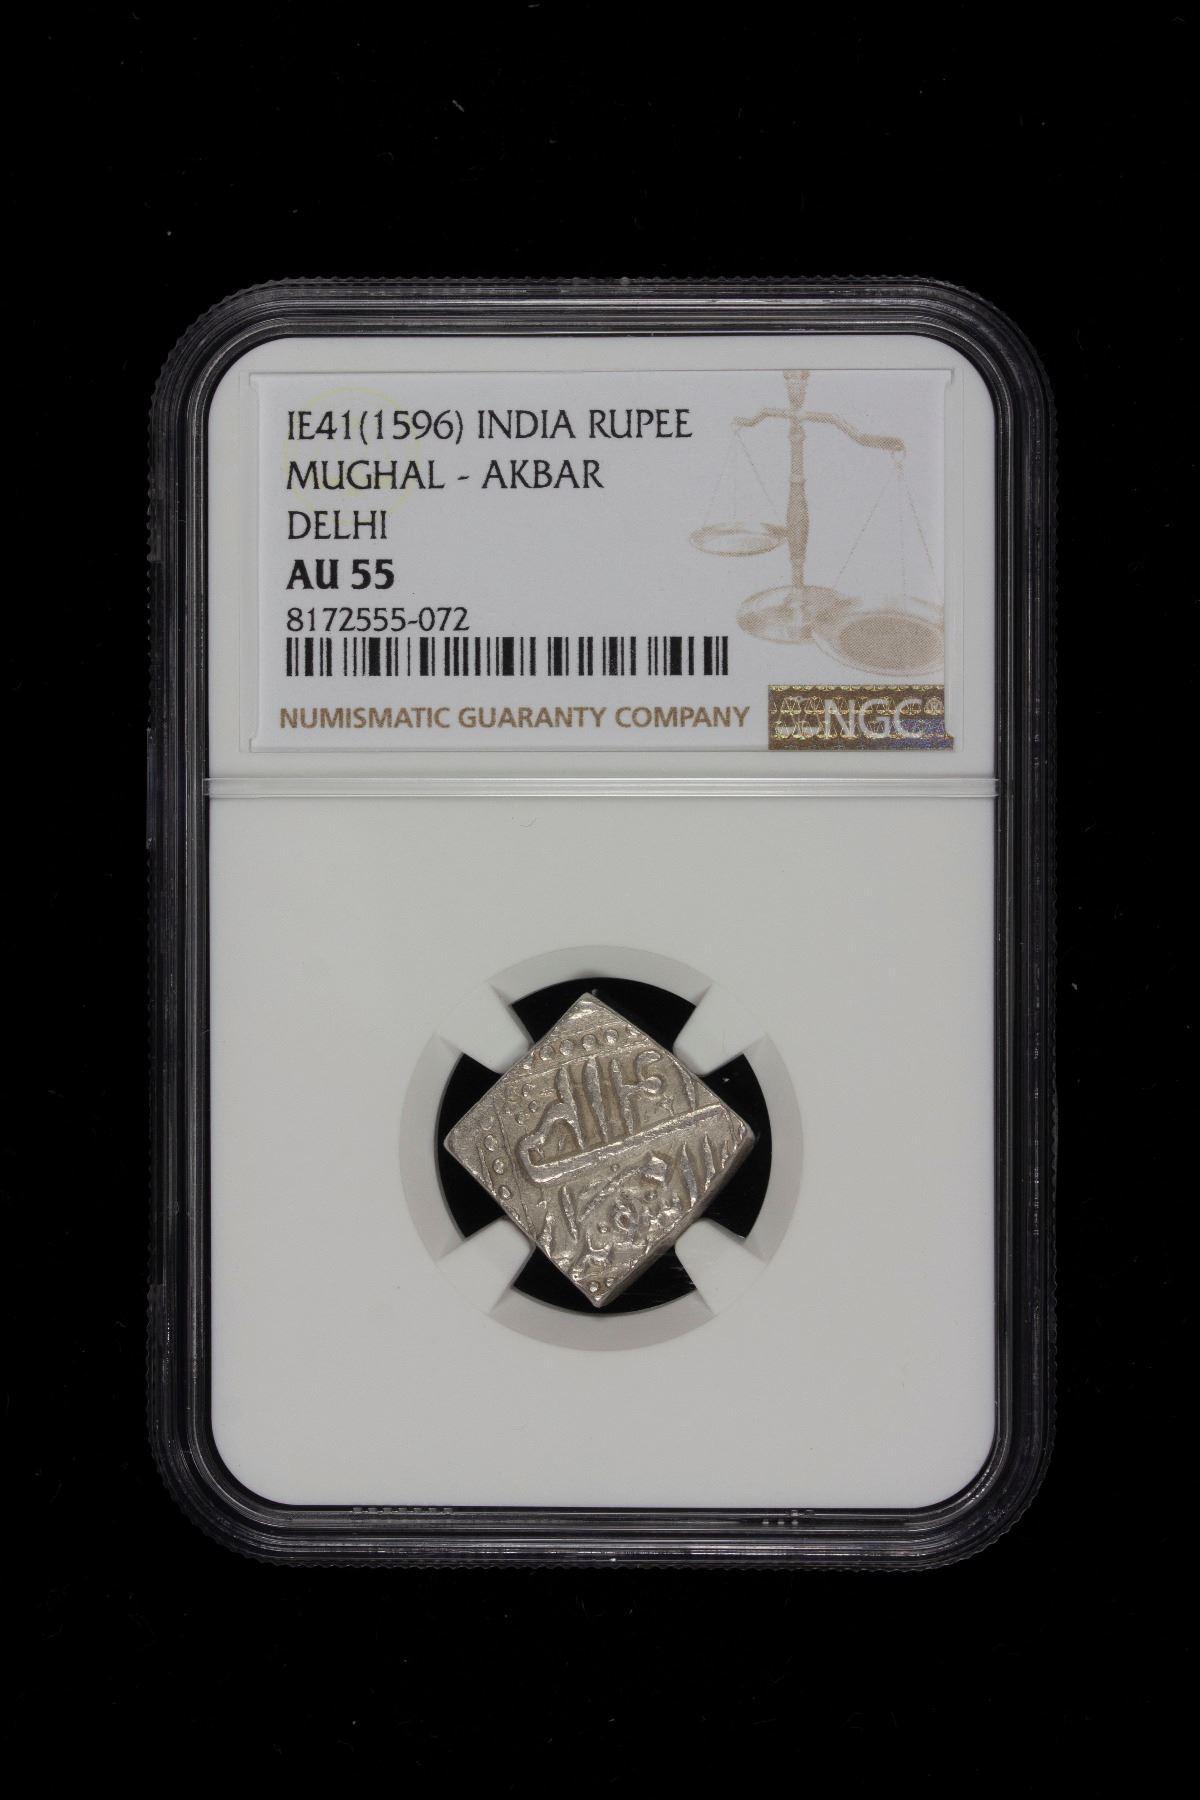 IE41(1596) INDIA RUPEE
MUGHAL - AKBAR
DELHI
AU 55
8172555-072
NUMISMATIC GUARANTY COMPANY
NGC®